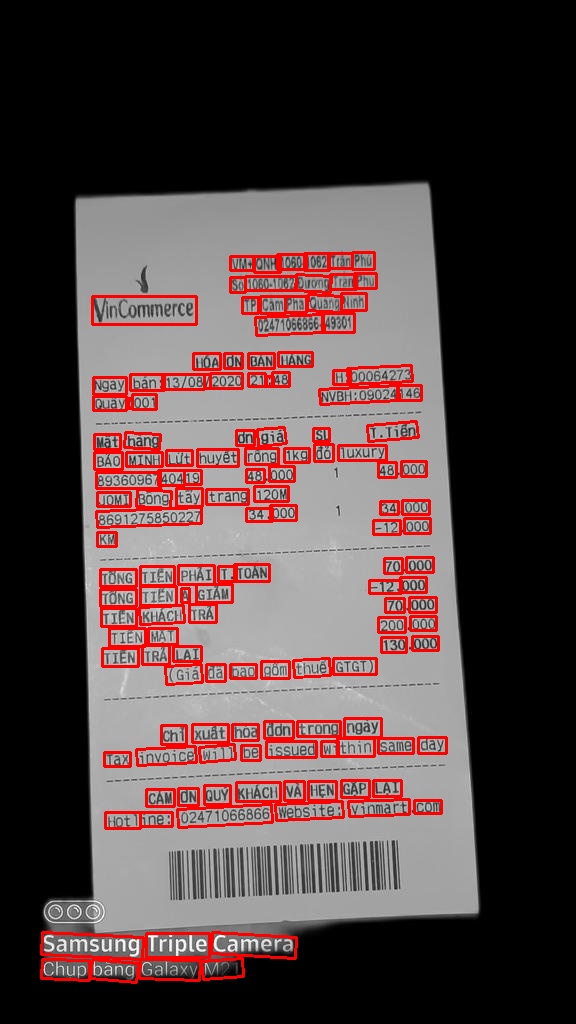 VM+ QNH 1060-1062 Trần Phú
Số 1060-1062 Đường Trần Phú
TP. Cẩm Phả, Quảng Ninh
VinCommerce
02471066866-49301
HÓA ĐƠN BÁN HÀNG
Ngày bán:13/08/2020 21:48 H:00064273
Quầy:001 NVBH:09024146
Mặt hàng Đơn giá SL T.Tiền
BẢO MINH Lứt huyết rồng 1kg đỏ luxury
8936096740419 48.000 1 48.000
JOMI Bông tẩy trang 120M
8691275850227 34.000 1 34.000
KM -12.000
TỔNG TIỀN PHẢI T.TOÁN 70.000
TỔNG TIỀN ĐÃ GIẢM -12.000
TIỀN KHÁCH TRẢ 70.000
TIỀN MẶT 200.000
TIỀN TRẢ LẠI 130.000
(Giá đã bao gồm thuế GTGT)
Chỉ xuất hóa đơn trong ngày
Tax invoice will be issued within same day
CẢM ƠN QUÝ KHÁCH VÀ HẸN GẶP LẠI
Hotline: 02471066866 Website: vinmart.com
Samsung Triple Camera
Chụp bằng Galaxy M21